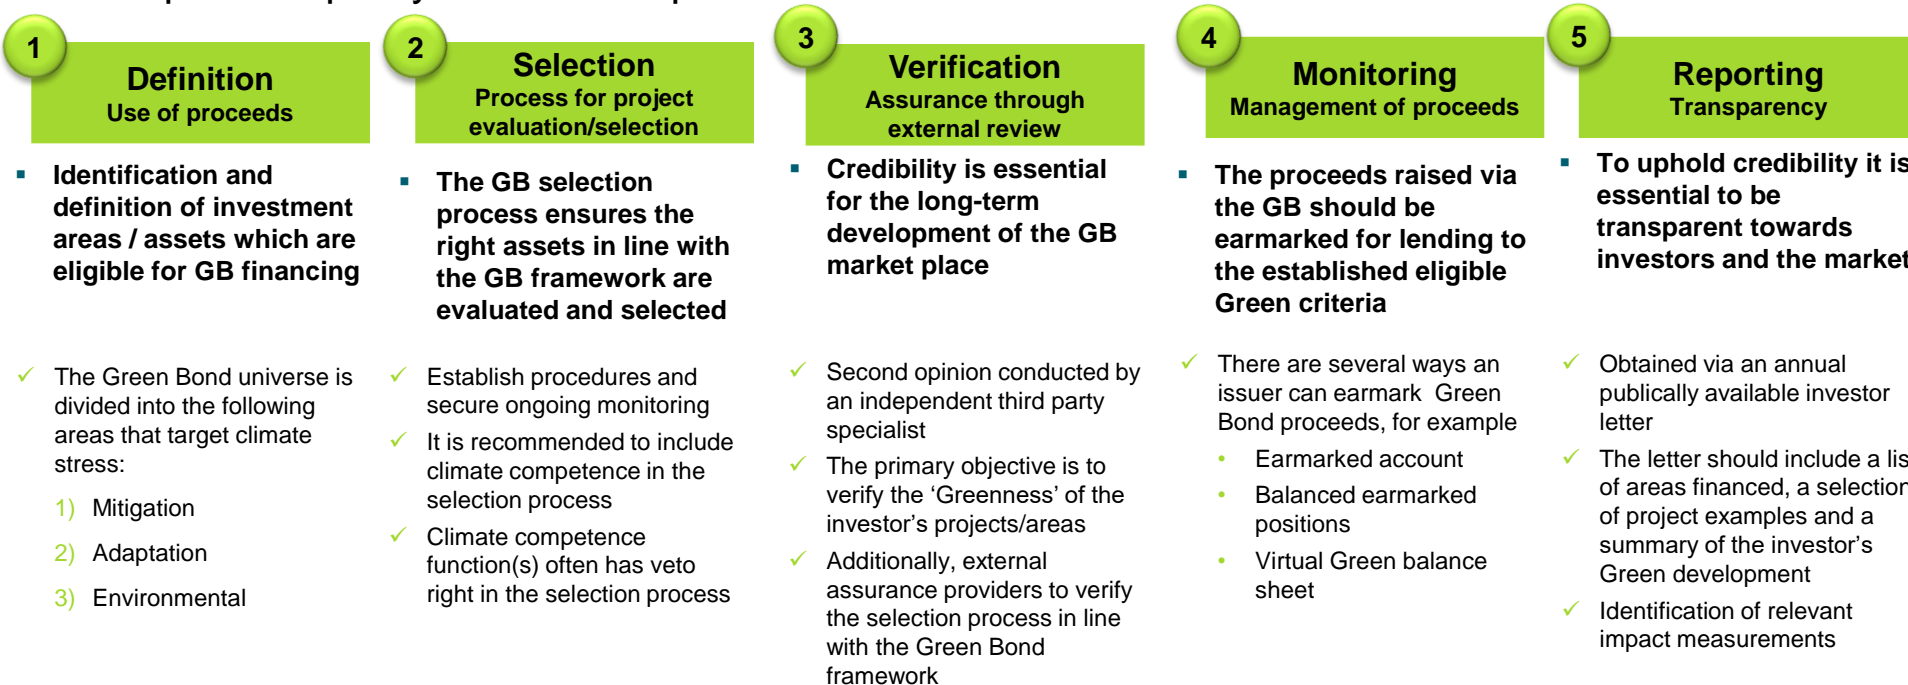 1
Definition
Use of proceeds
Identification and
definition of investment
areas / assets which are
eligible for GB financing
The Green Bond universe is
divided into the following
areas that target climate
stress:
1) Mitigation
2) Adaptation
3) Environmental
2
Selection
Process for project
evaluation/selection
The GB selection
process ensures the
right assets in line with
the GB framework are
evaluated and selected
Establish procedures and
secure ongoing monitoring
It is recommended to include
climate competence in the
selection process
Climate competence
function(s) often has veto
right in the selection process
3
Verification
Assurance through
external review
Credibility is essential
for the long-term
development of the GB
market place
Second opinion conducted by
an independent third party
specialist
The primary objective is to
verify the ‘Greenness’ of the
investor’s projects/areas
Additionally, external
assurance providers to verify
the selection process in line
with the Green Bond
framework
4
Monitoring
Management of proceeds
The proceeds raised via
the GB should be
earmarked for lending to
the established eligible
Green criteria
There are several ways an
issuer can earmark Green
Bond proceeds, for example
Earmarked account
Balanced earmarked
positions
Virtual Green balance
sheet
5
Reporting
Transparency
To uphold credibility it is
essential to be
transparent towards
investors and the market
Obtained via an annual
publically available investor
letter
The letter should include a lis
of areas financed, a selection
of project examples and a
summary of the investor’s
Green development
Identification of relevant
impact measurements